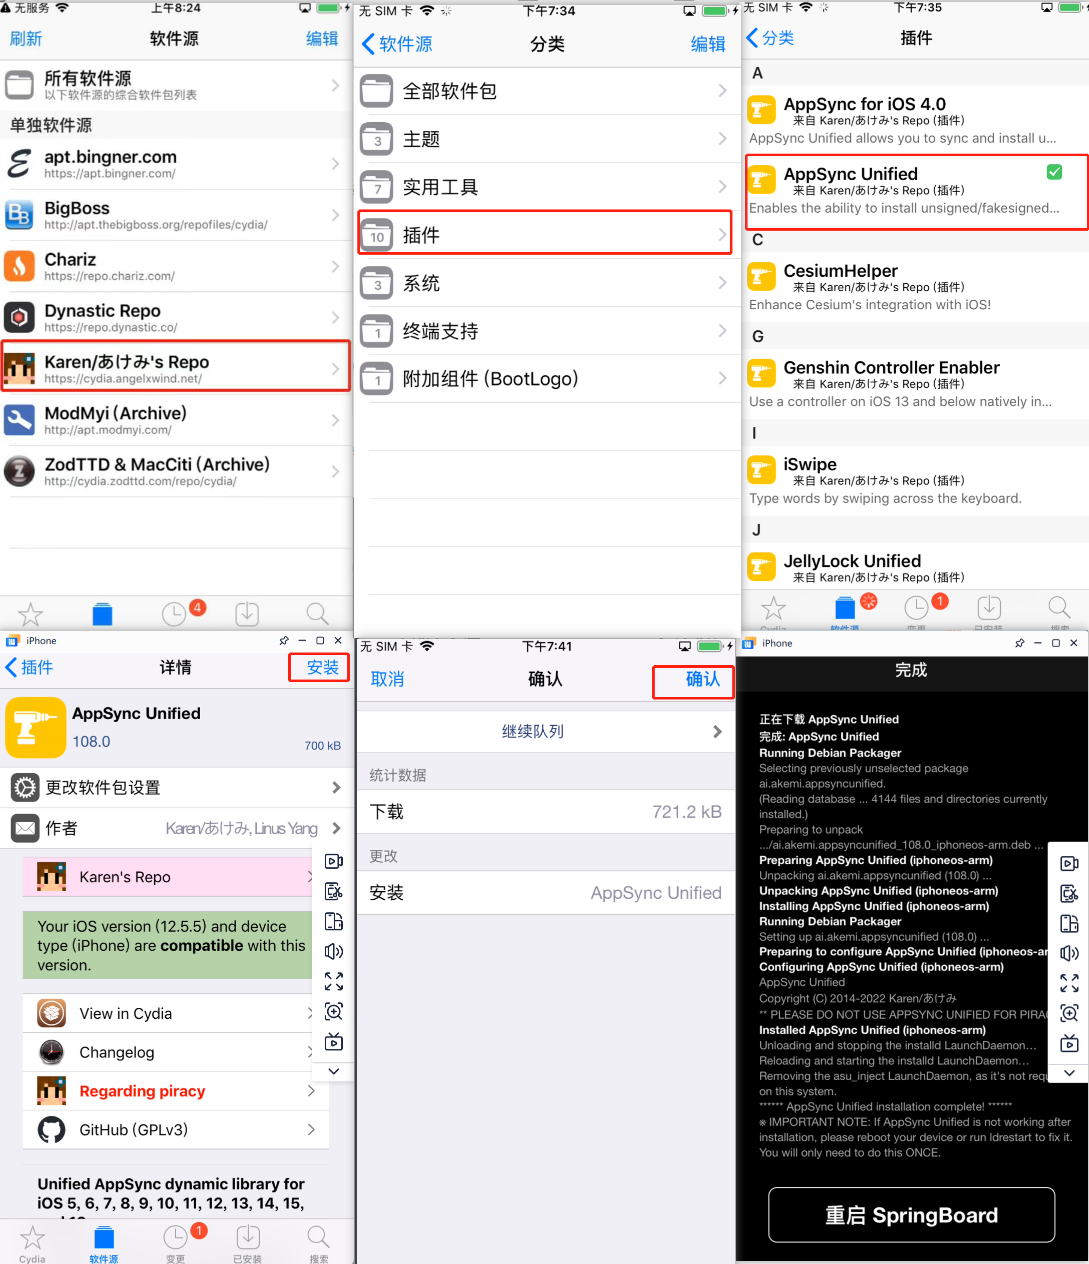 无服务
上午8:24
刷新
软件源
编辑
所有软件源
以下软件源的综合软件包列表
单独软件源
apt.bingner.com
https://apt.bingner.com/
BigBoss
http://apt.thebigboss.org/repofiles/cydia/
Chariz
https://repo.chariz.com/
Dynastic Repo
https://repo.dynastic.co/
Karen/あけみ's Repo
https://cydia.angelxwind.net/
ModMyi (Archive)
http://apt.modmyi.com/
ZodTTD & MacCiti (Archive)
http://cydia.zodttd.com/repo/cydia/
4
无 SIM 卡
下午7:34
软件源
分类
编辑
全部软件包
3
主题
7
实用工具
10
插件
3
系统
1
终端支持
1
附加组件 (BootLogo)
无 SIM 卡
下午7:35
分类
插件
A
AppSync for iOS 4.0
来自 Karen/あけみ's Repo (插件)
AppSync Unified allows you to sync and install u...
AppSync Unified
来自 Karen/あけみ's Repo (插件)
Enables the ability to install unsigned/fakesigned...
C
CesiumHelper
来自 Karen/あけみ's Repo (插件)
Enhance Cesium's integration with iOS!
G
Genshin Controller Enabler
来自 Karen/あけみ's Repo (插件)
Use a controller on iOS 13 and below natively in...
I
iSwipe
来自 Karen/あけみ's Repo (插件)
Type words by swiping across the keyboard.
J
JellyLock Unified
来自 Karen/あけみ's Repo (插件)
1
iPhone
插件
详情
安装
AppSync Unified
108.0
700 kB
更改软件包设置
作者
Karen/あけみ, Linus Yang
Karen's Repo
Your iOS version (12.5.5) and device
type (iPhone) are compatible with this
version.
View in Cydia
Changelog
Regarding piracy
GitHub (GPLv3)
Unified AppSync dynamic library for
iOS 5, 6, 7, 8, 9, 10, 11, 12, 13, 14, 15,
1
Cydia
软件源
变更
已安装
搜索
无 SIM 卡
下午7:41
取消
确认
确认
继续队列
统计数据
下载
721.2 kB
更改
安装
AppSync Unified
iPhone
完成
正在下载 AppSync Unified
完成: AppSync Unified
Running Debian Packager
Selecting previously unselected package
ai.akemi.appsyncunified.
(Reading database ... 4144 files and directories currently
installed.)
Preparing to unpack
.../ai.akemi.appsyncunified_108.0_iphoneos-arm.deb ...
Preparing AppSync Unified (iphoneos-arm)
Unpacking ai.akemi.appsyncunified (108.0) ...
Unpacking AppSync Unified (iphoneos-arm)
Installing AppSync Unified (iphoneos-arm)
Running Debian Packager
Setting up ai.akemi.appsyncunified (108.0) ...
Preparing to configure AppSync Unified (iphoneos-ar
Configuring AppSync Unified (iphoneos-arm)
AppSync Unified
Copyright (C) 2014-2022 Karen/あけみ
** PLEASE DO NOT USE APPSYNC UNIFIED FOR PIRAC
Installed AppSync Unified (iphoneos-arm)
Unloading and stopping the installd LaunchDaemon...
Reloading and starting the installd LaunchDaemon...
Removing the asu_inject LaunchDaemon, as it's not requ
on this system.
****** AppSync Unified installation complete! ******
※ IMPORTANT NOTE: If AppSync Unified is not working after
installation, please reboot your device or run ldrestart to fix it.
You will only need to do this ONCE.
重启 SpringBoard